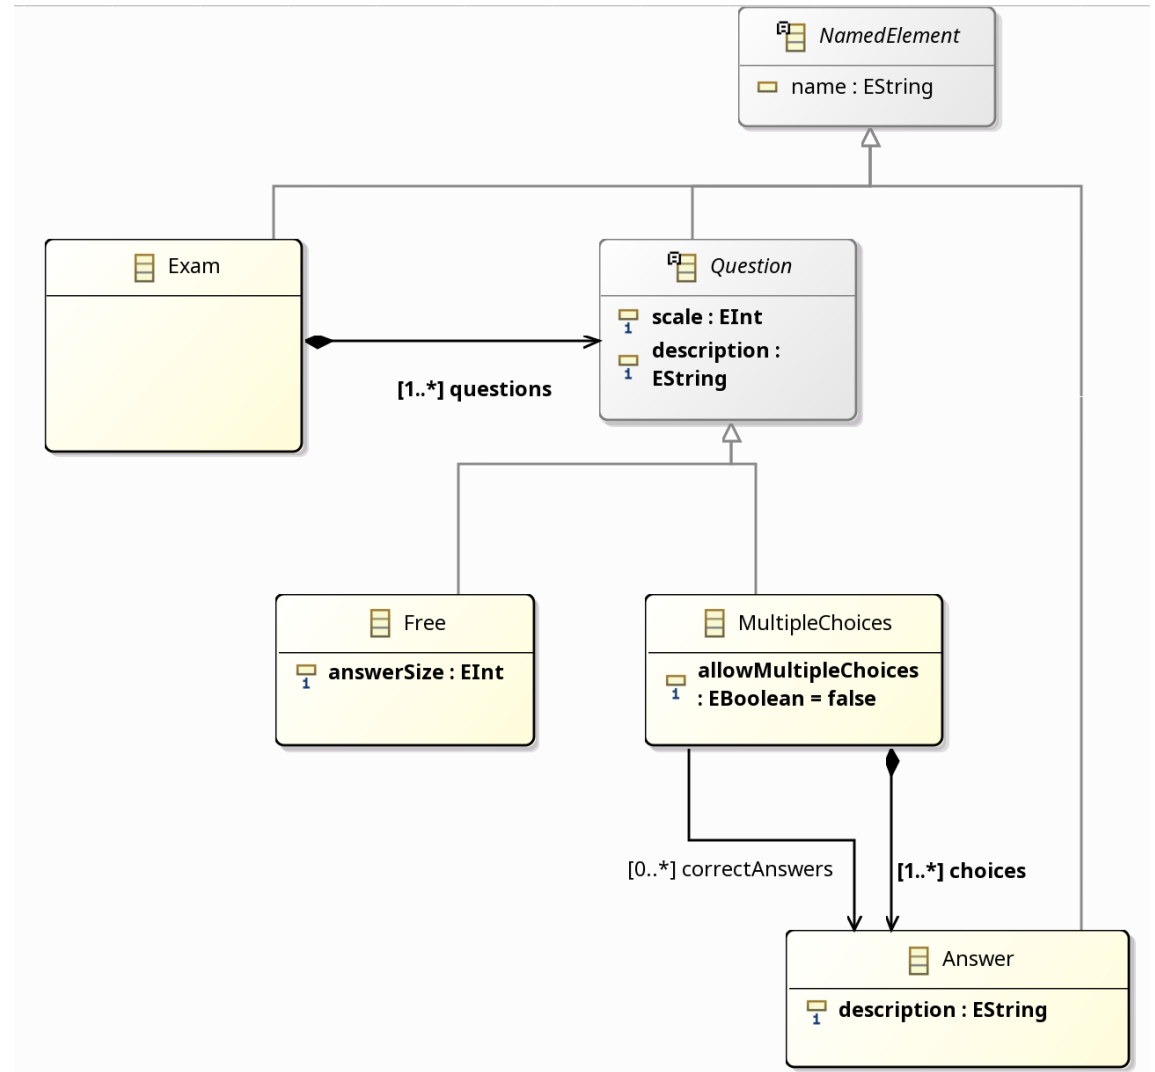 NamedElement
name : EString
Exam
Question
scale : EInt
description :
EString
[1..*] questions
Free
answerSize : EInt
MultipleChoices
allowMultipleChoices
: EBoolean = false
[0..*] correctAnswers
[1..*] choices
Answer
description : EString